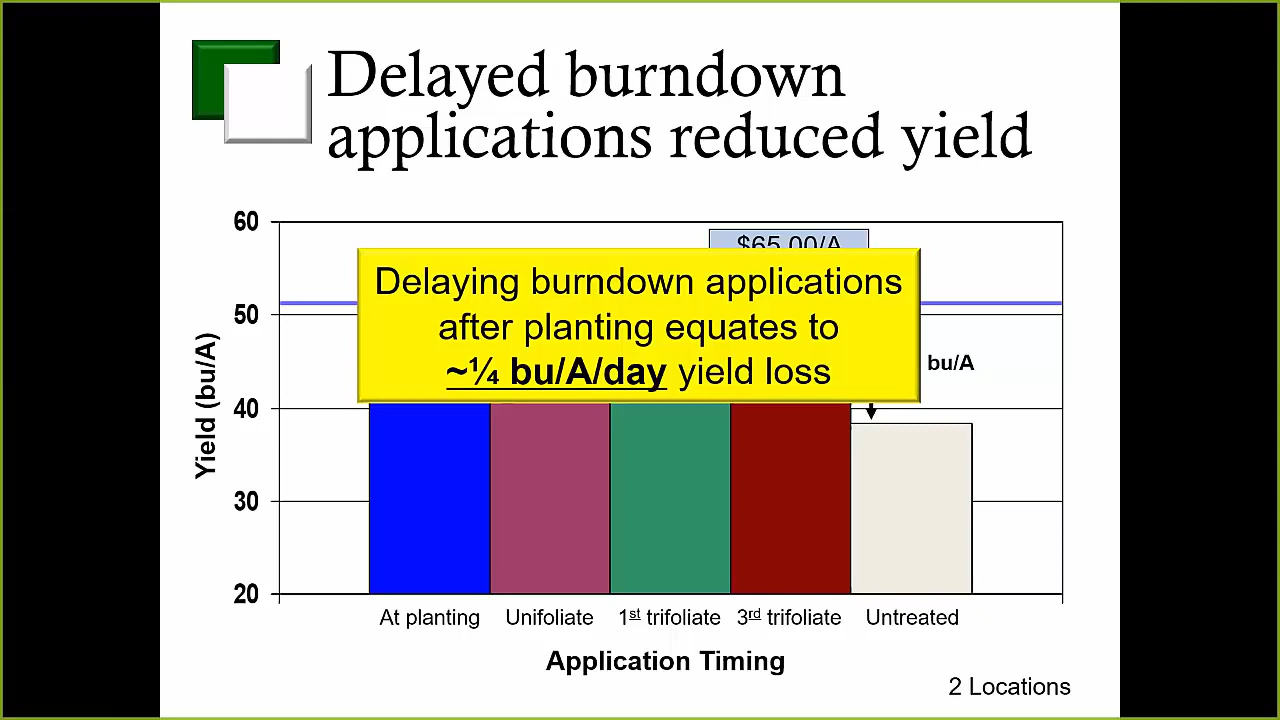 Delayed burndown
applications reduced yield
60
50
40
30
20
Yield (bu/A)
$65.00/A
Delaying burndown applications
after planting equates to
~¼ bu/A/day yield loss
bu/A
At planting Unifoliate 1st trifoliate 3rd trifoliate Untreated
Application Timing
2 Locations